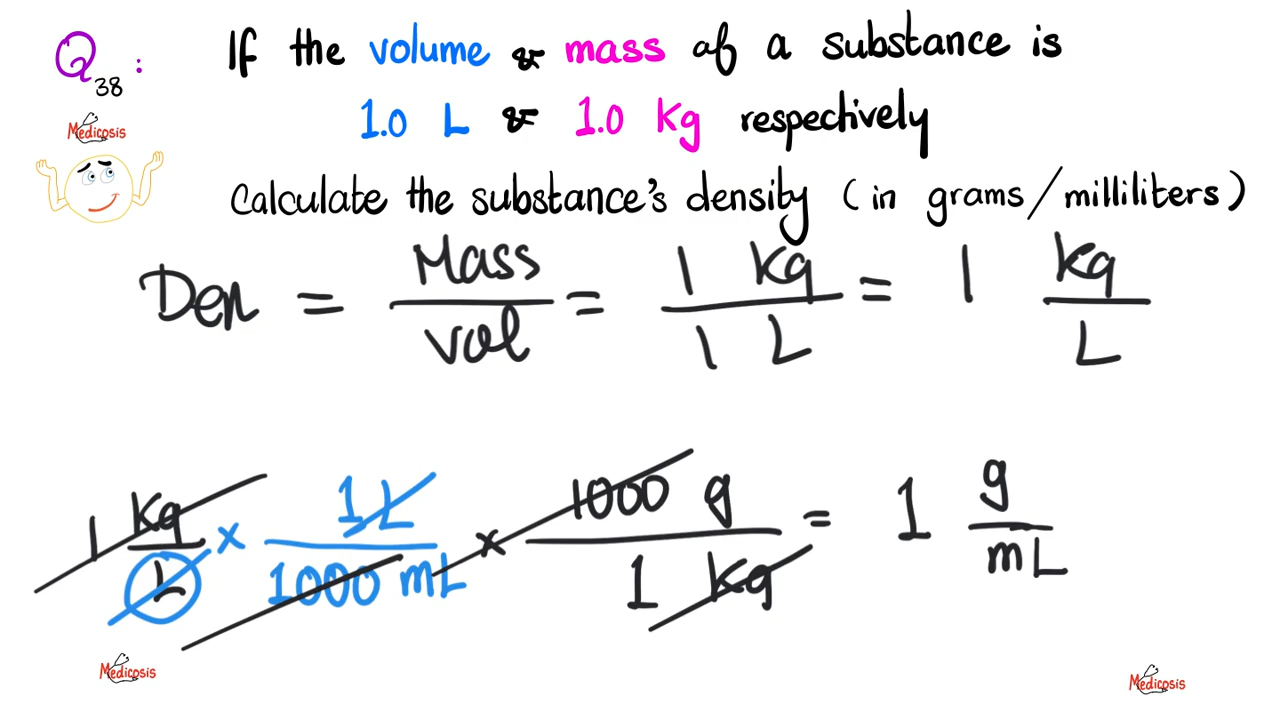 Q38: If the volume & mass of a substance is
Medicosis
1.0 L & 1.0 Kg respectively
Calculate the substance's density (in grams/milliliters)
Den = Mass/Vol = 1 Kg/1 L = 1 Kg/L
1 Kg/L × 1 L/1000 mL × 1000 g/1 Kg = 1 g/mL
Medicosis
Medicosis